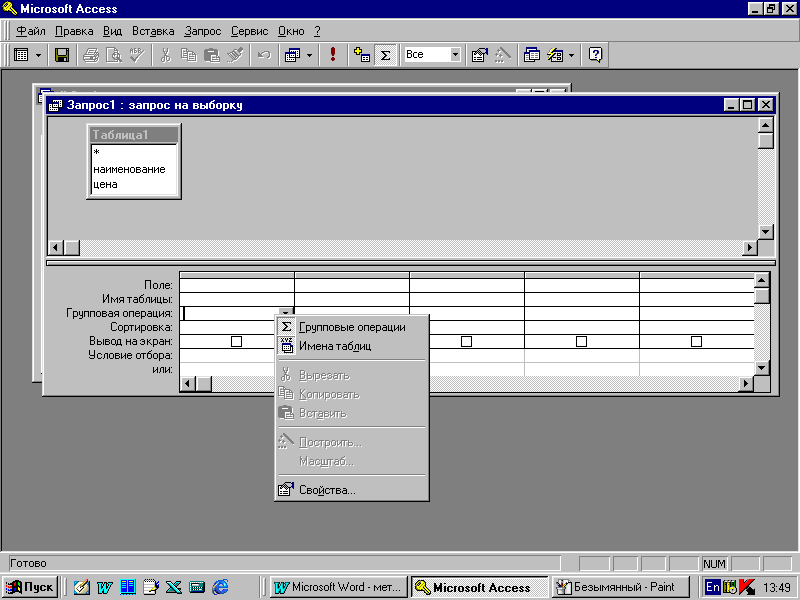 Microsoft Access
Файл Правка Вид Вставка Запрос Сервис Окно ?
Все
Запрос1 : запрос на выборку
Таблица1
*
наименование
цена
Поле:
Имя таблицы:
Групповая операция:
Сортировка:
Вывод на экран:
Условие отбора:
или:
Групповые операции
Имена таблиц
Вырезать
Копировать
Вставить
Построить...
Масштаб...
Свойства...
Готово
NUM
Пуск
Microsoft Word - мет...
Microsoft Access
Безымянный - Paint
En
13:49